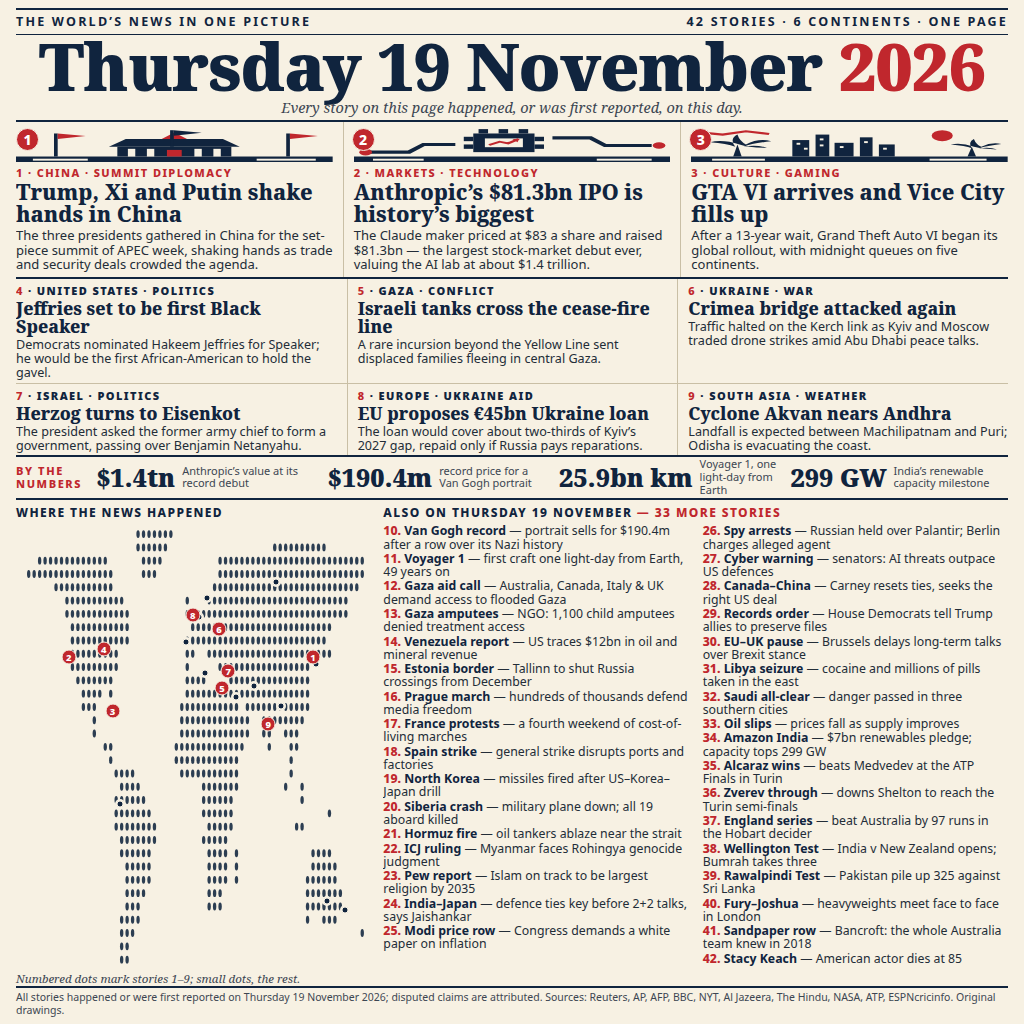 THE WORLD’S NEWS IN ONE PICTURE
42 STORIES · 6 CONTINENTS · ONE PAGE
Thursday 19 November 2026
Every story on this page happened, or was first reported, on this day.
1
1 · CHINA · SUMMIT DIPLOMACY
Trump, Xi and Putin shake
hands in China
The three presidents gathered in China for the set-
piece summit of APEC week, shaking hands as trade
and security deals crowded the agenda.
2
2 · MARKETS · TECHNOLOGY
Anthropic’s $81.3bn IPO is
history’s biggest
The Claude maker priced at $83 a share and raised
$81.3bn — the largest stock-market debut ever,
valuing the AI lab at about $1.4 trillion.
3
3 · CULTURE · GAMING
GTA VI arrives and Vice City
fills up
After a 13-year wait, Grand Theft Auto VI began its
global rollout, with midnight queues on five
continents.
4 · UNITED STATES · POLITICS
Jeffries set to be first Black
Speaker
Democrats nominated Hakeem Jeffries for Speaker;
he would be the first African-American to hold the
gavel.
5 · GAZA · CONFLICT
Israeli tanks cross the cease-fire
line
A rare incursion beyond the Yellow Line sent
displaced families fleeing in central Gaza.
6 · UKRAINE · WAR
Crimea bridge attacked again
Traffic halted on the Kerch link as Kyiv and Moscow
traded drone strikes amid Abu Dhabi peace talks.
7 · ISRAEL · POLITICS
Herzog turns to Eisenkot
The president asked the former army chief to form a
government, passing over Benjamin Netanyahu.
8 · EUROPE · UKRAINE AID
EU proposes €45bn Ukraine loan
The loan would cover about two-thirds of Kyiv’s
2027 gap, repaid only if Russia pays reparations.
9 · SOUTH ASIA · WEATHER
Cyclone Akvan nears Andhra
Landfall is expected between Machilipatnam and Puri;
Odisha is evacuating the coast.
BY THE
NUMBERS
$1.4tn
Anthropic’s value at its
record debut
$190.4m
record price for a
Van Gogh portrait
25.9bn km
Voyager 1, one
light-day from
Earth
299 GW
India’s renewable
capacity milestone
WHERE THE NEWS HAPPENED
8
6
4
2
1
7
5
3
9
Numbered dots mark stories 1–9; small dots, the rest.
ALSO ON THURSDAY 19 NOVEMBER — 33 MORE STORIES
10. Van Gogh record — portrait sells for $190.4m
after a row over its Nazi history
11. Voyager 1 — first craft one light-day from Earth,
49 years on
12. Gaza aid call — Australia, Canada, Italy & UK
demand access to flooded Gaza
13. Gaza amputees — NGO: 1,100 child amputees
denied treatment access
14. Venezuela report — US traces $12bn in oil and
mineral revenue
15. Estonia border — Tallinn to shut Russia
crossings from December
16. Prague march — hundreds of thousands defend
media freedom
17. France protests — a fourth weekend of cost-of-
living marches
18. Spain strike — general strike disrupts ports and
factories
19. North Korea — missiles fired after US–Korea–
Japan drill
20. Siberia crash — military plane down; all 19
aboard killed
21. Hormuz fire — oil tankers ablaze near the strait
22. ICJ ruling — Myanmar faces Rohingya genocide
judgment
23. Pew report — Islam on track to be largest
religion by 2035
24. India–Japan — defence ties key before 2+2 talks,
says Jaishankar
25. Modi price row — Congress demands a white
paper on inflation
26. Spy arrests — Russian held over Palantir; Berlin
charges alleged agent
27. Cyber warning — senators: AI threats outpace
US defences
28. Canada–China — Carney resets ties, seeks the
right US deal
29. Records order — House Democrats tell Trump
allies to preserve files
30. EU–UK pause — Brussels delays long-term talks
over Brexit stance
31. Libya seizure — cocaine and millions of pills
taken in the east
32. Saudi all-clear — danger passed in three
southern cities
33. Oil slips — prices fall as supply improves
34. Amazon India — $7bn renewables pledge;
capacity tops 299 GW
35. Alcaraz wins — beats Medvedev at the ATP
Finals in Turin
36. Zverev through — downs Shelton to reach the
Turin semi-finals
37. England series — beat Australia by 97 runs in
the Hobart decider
38. Wellington Test — India v New Zealand opens;
Bumrah takes three
39. Rawalpindi Test — Pakistan pile up 325 against
Sri Lanka
40. Fury–Joshua — heavyweights meet face to face
in London
41. Sandpaper row — Bancroft: the whole Australia
team knew in 2018
42. Stacy Keach — American actor dies at 85
All stories happened or were first reported on Thursday 19 November 2026; disputed claims are attributed. Sources: Reuters, AP, AFP, BBC, NYT, Al Jazeera, The Hindu, NASA, ATP, ESPNcricinfo. Original
drawings.